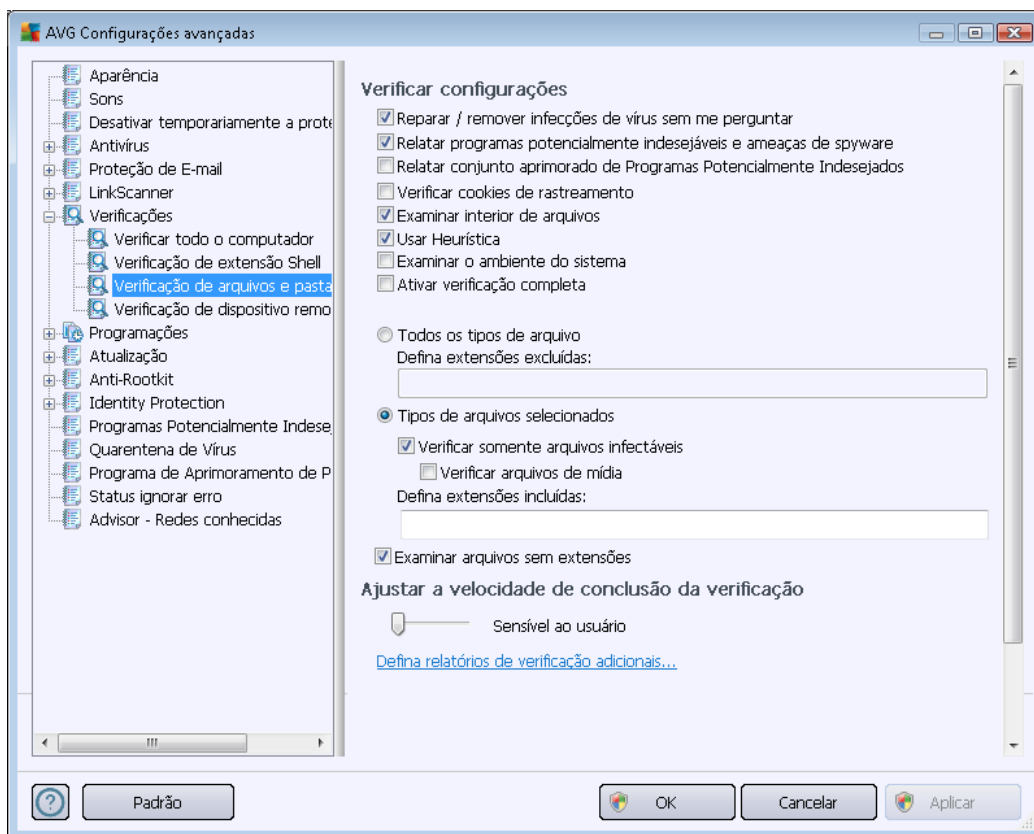 AVG Configurações avançadas
Aparência
Sons
Desativar temporariamente a prote
Antivírus
Proteção de E-mail
LinkScanner
Verificações
Verificar todo o computador
Verificação de extensão Shell
Verificação de arquivos e pasta
Verificação de dispositivo remo
Programações
Atualização
Anti-Rootkit
Identity Protection
Programas Potencialmente Indesej
Quarentena de Vírus
Programa de Aprimoramento de P
Status ignorar erro
Advisor - Redes conhecidas
Verificar configurações
Reparar / remover infecções de vírus sem me perguntar
Relatar programas potencialmente indesejáveis e ameaças de spyware
Relatar conjunto aprimorado de Programas Potencialmente Indesejados
Verificar cookies de rastreamento
Examinar interior de arquivos
Usar Heurística
Examinar o ambiente do sistema
Ativar verificação completa
Todos os tipos de arquivo
Defina extensões excluídas:
Tipos de arquivos selecionados
Verificar somente arquivos infectáveis
Verificar arquivos de mídia
Defina extensões incluídas:
Examinar arquivos sem extensões
Ajustar a velocidade de conclusão da verificação
Sensível ao usuário
Defina relatórios de verificação adicionais...
Padrão
OK
Cancelar
Aplicar